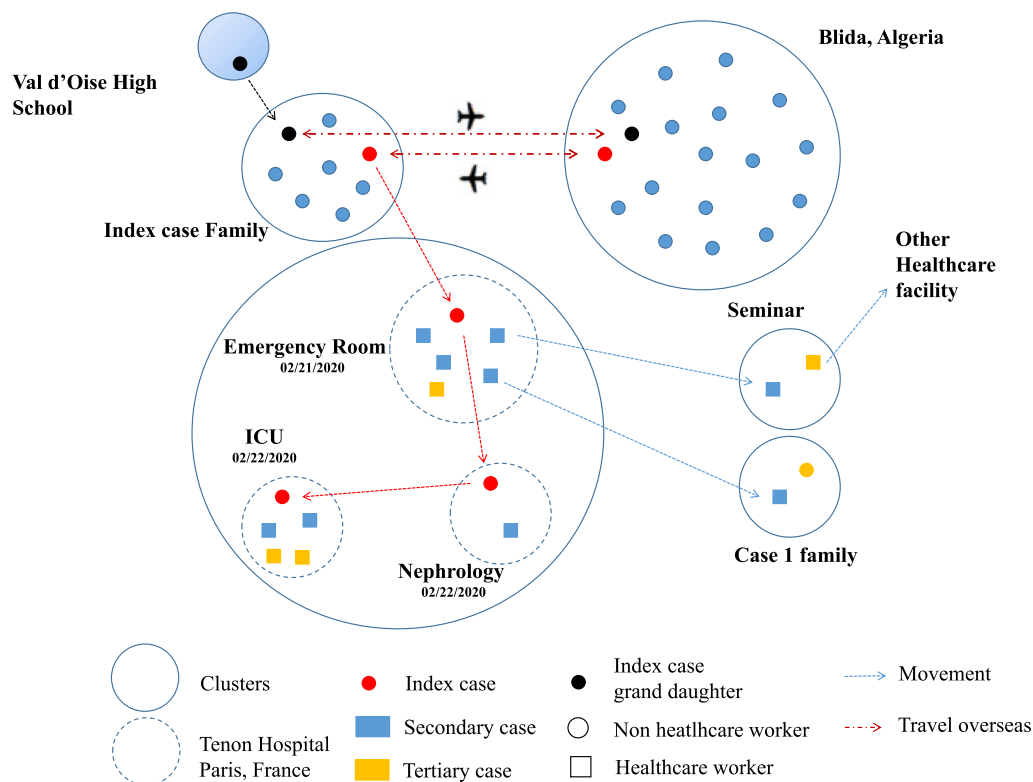 Blida, Algeria
Val d’Oise High
School
Index case Family
Other
Healthcare
facility
Seminar
Emergency Room
02/21/2020
ICU
02/22/2020
Nephrology
02/22/2020
Case 1 family
Clusters
Tenon Hospital
Paris, France
Index case
Secondary case
Tertiary case
Index case
grand daughter
Non heatlhcare worker
Healthcare worker
Movement
Travel overseas